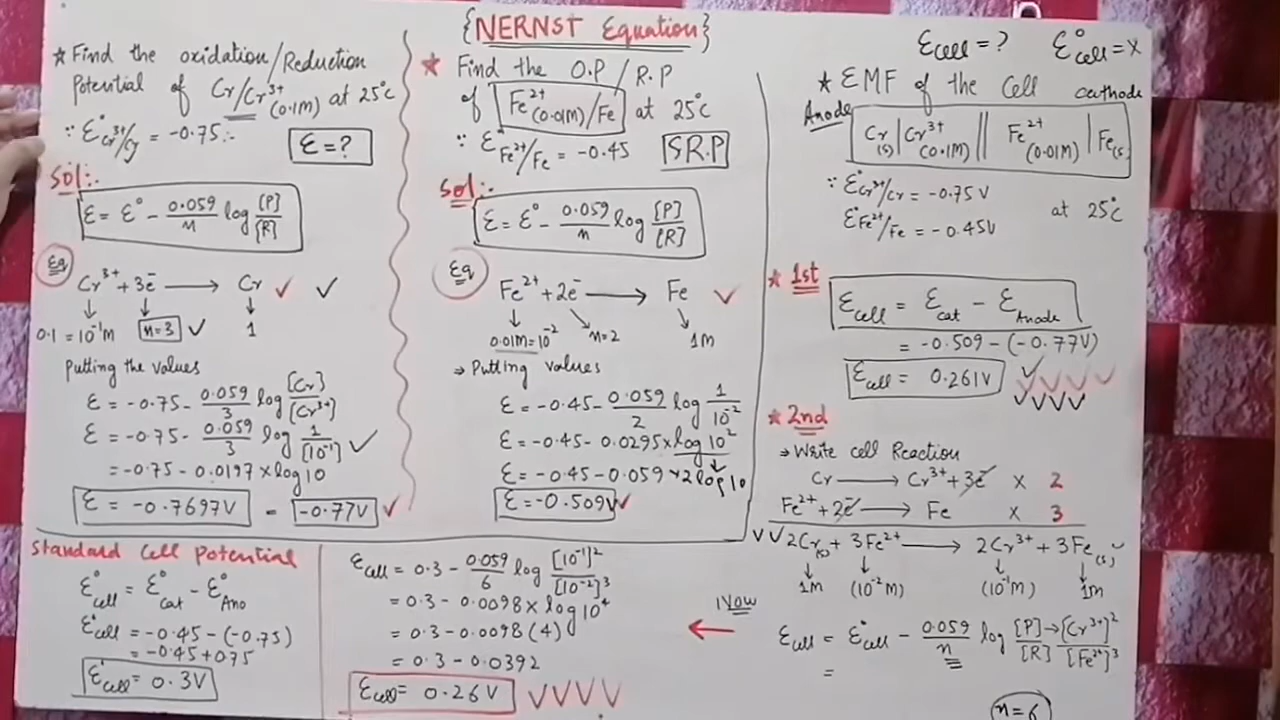 {NERNST Equation}
* Find the oxidation/Reduction
Potential of Cr/Cr³⁺(0.1M) at 25°C
∵ ℰ°Cr³⁺/Cr = -0.75 ∴
ℰ = ?
Sol:.
ℰ = ℰ° - 0.059/n log [P]/[R]
Eq
Cr³⁺ + 3e⁻ ⟶ Cr ✓ ✓
↓ ↓ ↓
0.1 = 10⁻¹m n=3 ✓ 1
Putting the values
ℰ = -0.75 - 0.059/3 log [Cr]/[Cr³⁺]
ℰ = -0.75 - 0.059/3 log 1/[10⁻¹] ✓
= -0.75 - 0.0197 × log 10
ℰ = -0.7697V = -0.77V ✓
* Find the O.P / R.P
of Fe²⁺(0.01M)/Fe at 25°C
∵ ℰ°Fe²⁺/Fe = -0.45 S.R.P
Sol:.
ℰ = ℰ° - 0.059/n log [P]/[R]
Eq
Fe²⁺ + 2e⁻ ⟶ Fe ✓
↓ ↘ ↘
0.01M = 10⁻² n=2 1M
→ Putting values
ℰ = -0.45 - 0.059/2 log 1/10⁻²
ℰ = -0.45 - 0.0295 × log 10²
ℰ = -0.45 - 0.059 × 2 log 10
ℰ = -0.509V ✓
ℰcell = ? ℰ°cell = x
* EMF of the Cell
Anode cathode
Cr(s) | Cr³⁺(0.1M) || Fe²⁺(0.01M) | Fe(s)
∵ ℰ°Cr³⁺/Cr = -0.75 V
ℰ°Fe²⁺/Fe = -0.45V at 25°C
* 1st
ℰcell = ℰcat - ℰAnode
= -0.509 - (-0.77V)
ℰcell = 0.261V ✓
✓✓✓✓
✓✓✓✓
* 2nd
→ Write cell Reaction
Cr ⟶ Cr³⁺ + 3e⁻ × 2
Fe²⁺ + 2e⁻ ⟶ Fe × 3
✓✓ 2Cr(s) + 3Fe²⁺ ⟶ 2Cr³⁺ + 3Fe(s) ✓
↓ ↓ ↓ ↓
1M (10⁻²M) (10⁻¹M) 1M
Now
ℰcell = ℰ°cell - 0.059/n log [P]/[R] → [Cr³⁺]²/[Fe²⁺]³
=
n = 6
Standard Cell Potential
ℰ°cell = ℰ°cat - ℰ°Ano
ℰ°cell = -0.45 - (-0.75)
= -0.45 + 0.75
ℰ°cell = 0.3V
ℰcell = 0.3 - 0.059/6 log [10⁻¹]²/[10⁻²]³
= 0.3 - 0.0098 × log 10⁴
= 0.3 - 0.0098 (4)
= 0.3 - 0.0392
ℰcell = 0.26V ✓✓✓✓